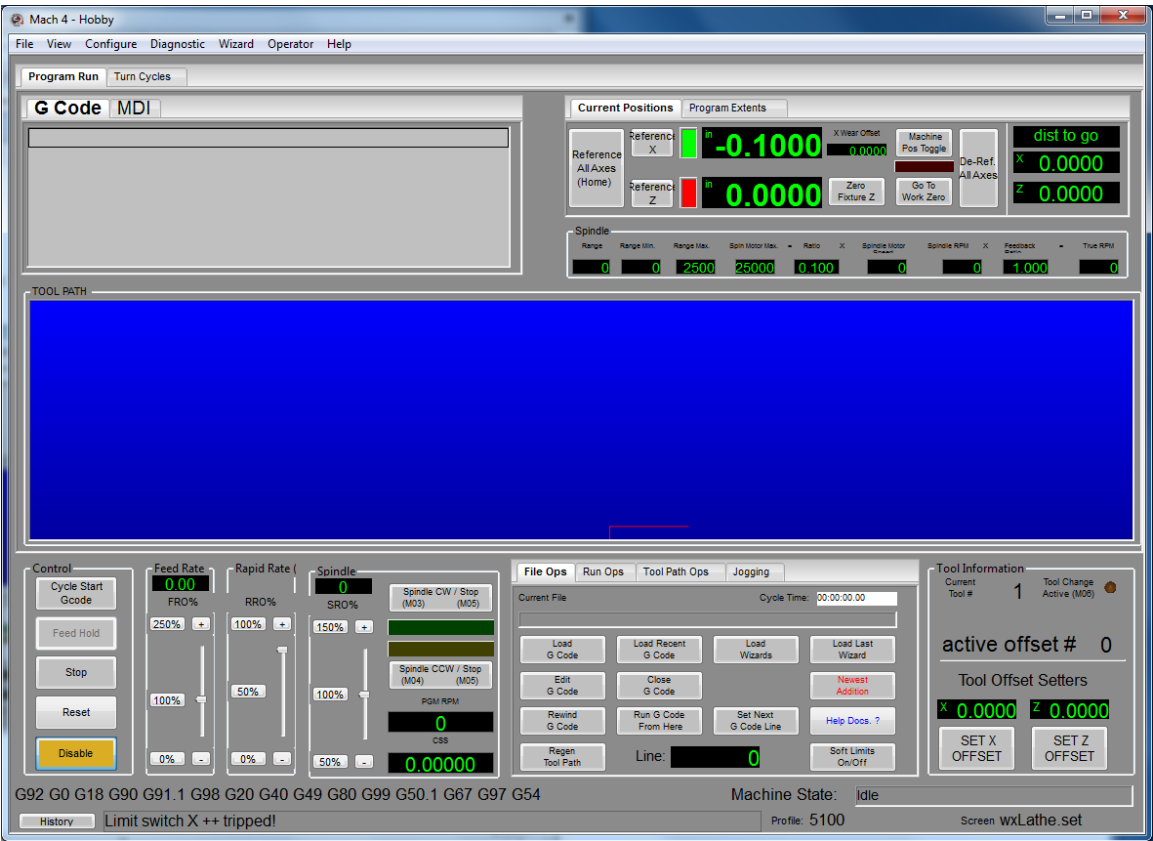 Mach 4 - Hobby
File View Configure Diagnostic Wizard Operator Help
Program Run Turn Cycles
G Code MDI
Current Positions Program Extents
Reference
All Axes
(Home)
Reference
X
in -0.1000
X Wear Offset
0.0000
Machine
Pos Toggle
De-Ref.
All Axes
dist to go
X 0.0000
Z 0.0000
Reference
Z
in 0.0000
Zero
Fixture Z
Go To
Work Zero
Spindle
Range Range Min. Range Max. Spin Motor Max. Ratio X Spindle Motor Spindle RPM X Feedback True RPM
0 0 2500 25000 0.100 0 0 1.000 0
TOOL PATH
Control
Cycle Start
Gcode
Feed Hold
Stop
Reset
Disable
Feed Rate
0.00
FRO%
250% +
100%
0% -
Rapid Rate (
RRO%
100% +
50%
0% -
Spindle
0
SRO%
150% +
100%
50% -
Spindle CW / Stop
(M03) (M05)
Spindle CCW / Stop
(M04) (M05)
PGM RPM
0
CSS
0.00000
File Ops Run Ops Tool Path Ops Jogging
Current File Cycle Time: 00:00:00.00
Load
G Code
Load Recent
G Code
Load
Wizards
Load Last
Wizard
Edit
G Code
Close
G Code
Newest
Addition
Rewind
G Code
Run G Code
From Here
Set Next
G Code Line
Help Docs. ?
Regen
Tool Path
Line: 0
Soft Limits
On/Off
Tool Information
Current
Tool #
1
Tool Change
Active (M06)
active offset # 0
Tool Offset Setters
X 0.0000 Z 0.0000
SET X
OFFSET
SET Z
OFFSET
G92 G0 G18 G90 G91.1 G98 G20 G40 G49 G80 G99 G50.1 G67 G97 G54
Machine State: Idle
History Limit switch X ++ tripped!
Profile: 5100
Screen wxLathe.set